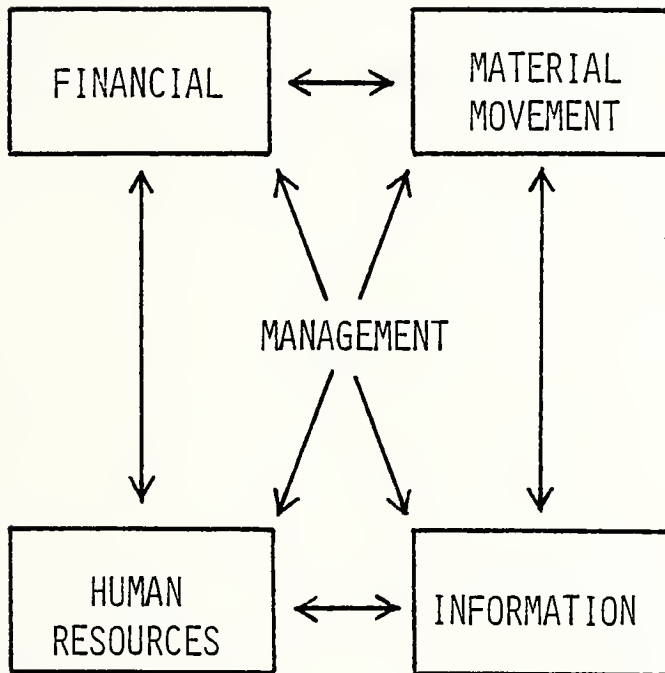 FINANCIAL
MATERIAL
MOVEMENT
MANAGEMENT
HUMAN
RESOURCES
INFORMATION